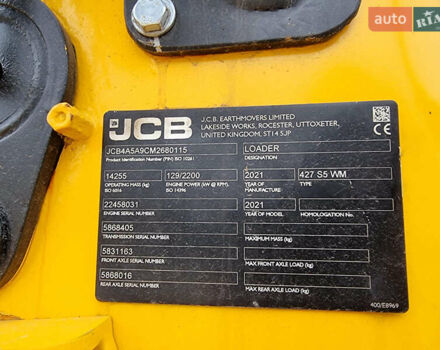 AUTO RIA
JCB JCB
J.C.B. EARTHMOVERS LIMITED
LAKESIDE WORKS, ROCESTER, UTTOXETER,
UNITED KINGDOM, ST14 5JP
CE
JCB4A5A9CM2680115 LOADER
Product Identification Number (PIN) ISO 10261 DESIGNATION
14255 129/2200 2021 427 S5 WM
OPERATING MASS (kg) ENGINE POWER (kW @ RPM) YEAR OF TYPE
ISO 6016 ISO 14396 MANUFACTURE
22458031 2021
ENGINE SERIAL NUMBER YEAR OF MODEL HOMOLOGATION No.
5868405
TRANSMISSION SERIAL NUMBER MAXIMUM MASS (kg)
5831163
FRONT AXLE SERIAL NUMBER MAX FRONT AXLE LOAD (kg)
5868016
REAR AXLE SERIAL NUMBER MAX REAR AXLE LOAD (kg)
400/E8969